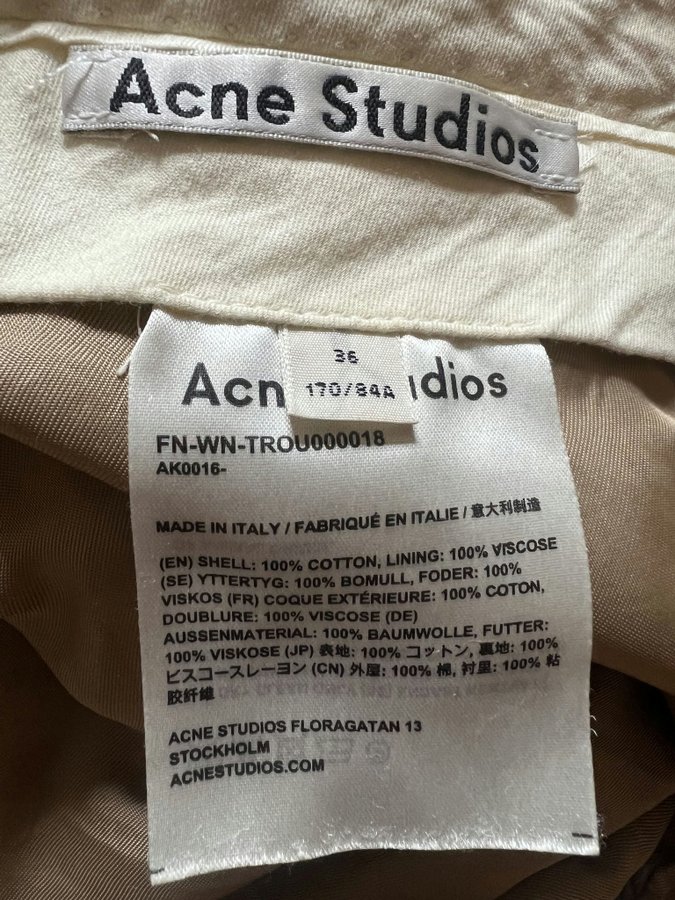 Acne Studios
36
170/84A
Acn dios
FN-WN-TROU000018
AK0016-
MADE IN ITALY / FABRIQUÉ EN ITALIE / 意大利制造
(EN) SHELL: 100% COTTON, LINING: 100% VISCOSE
(SE) YTTERTYG: 100% BOMULL, FODER: 100%
VISKOS (FR) COQUE EXTÉRIEURE: 100% COTON,
DOUBLURE: 100% VISCOSE (DE)
AUSSENMATERIAL: 100% BAUMWOLLE, FUTTER:
100% VISKOSE (JP) 表地: 100% コットン, 裏地: 100%
ビスコースレーヨン (CN) 外屋: 100% 棉, 衬里: 100% 粘
胶纤维
ACNE STUDIOS FLORAGATAN 13
STOCKHOLM
ACNESTUDIOS.COM